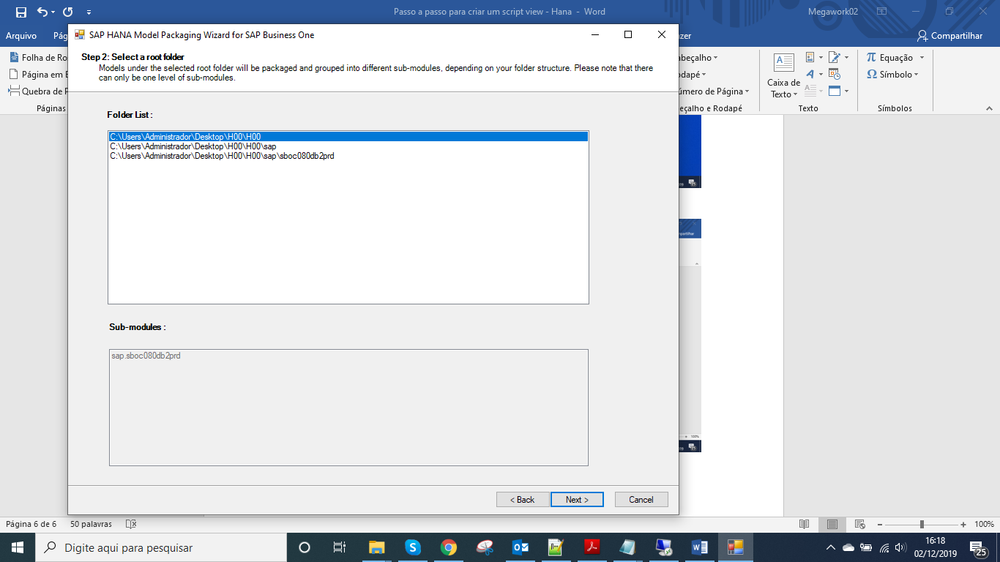 Passo a passo para criar um script view - Hana - Word
Megawork02
Arquivo
Pág
azer
Compartilhar
SAP HANA Model Packaging Wizard for SAP Business One
Step 2: Select a root folder
Models under the selected root folder will be packaged and grouped into different sub-modules, depending on your folder structure. Please note that there
can only be one level of sub-modules.
Folha de Ro
Página em B
Quebra de P
Páginas
abeçalho
odapé
úmero de Página
eçalho e Rodapé
A
Caixa de
Texto
Texto
π Equação
Ω Símbolo
Símbolos
Folder List :
C:\Users\Administrador\Desktop\H00\H00
C:\Users\Administrador\Desktop\H00\H00\sap
C:\Users\Administrador\Desktop\H00\H00\sap\sboc080db2prd
Sub-modules :
sap.sboc080db2prd
< Back
Next >
Cancel
Página 6 de 6
50 palavras
100%
Digite aqui para pesquisar
16:18
02/12/2019
25